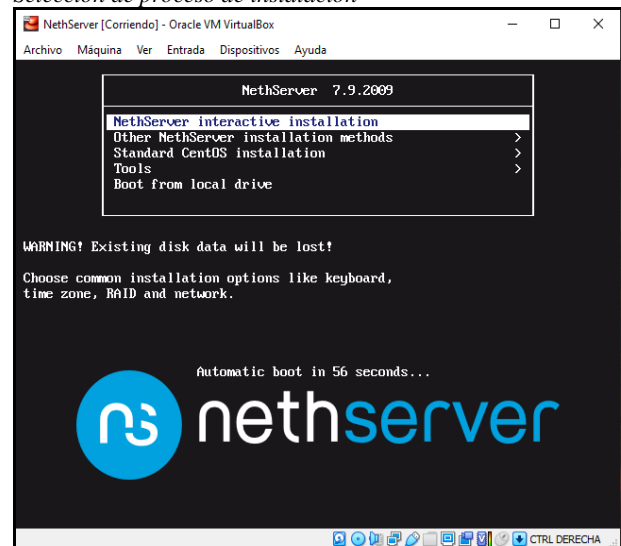 Selección de proceso de instalación
NethServer [Corriendo] - Oracle VM VirtualBox
Archivo Máquina Ver Entrada Dispositivos Ayuda
NethServer 7.9.2009
NethServer interactive installation
Other NethServer installation methods >
Standard CentOS installation >
Tools >
Boot from local drive
WARNING! Existing disk data will be lost!
Choose common installation options like keyboard,
time zone, RAID and network.
Automatic boot in 56 seconds...
ns nethserver
CTRL DERECHA